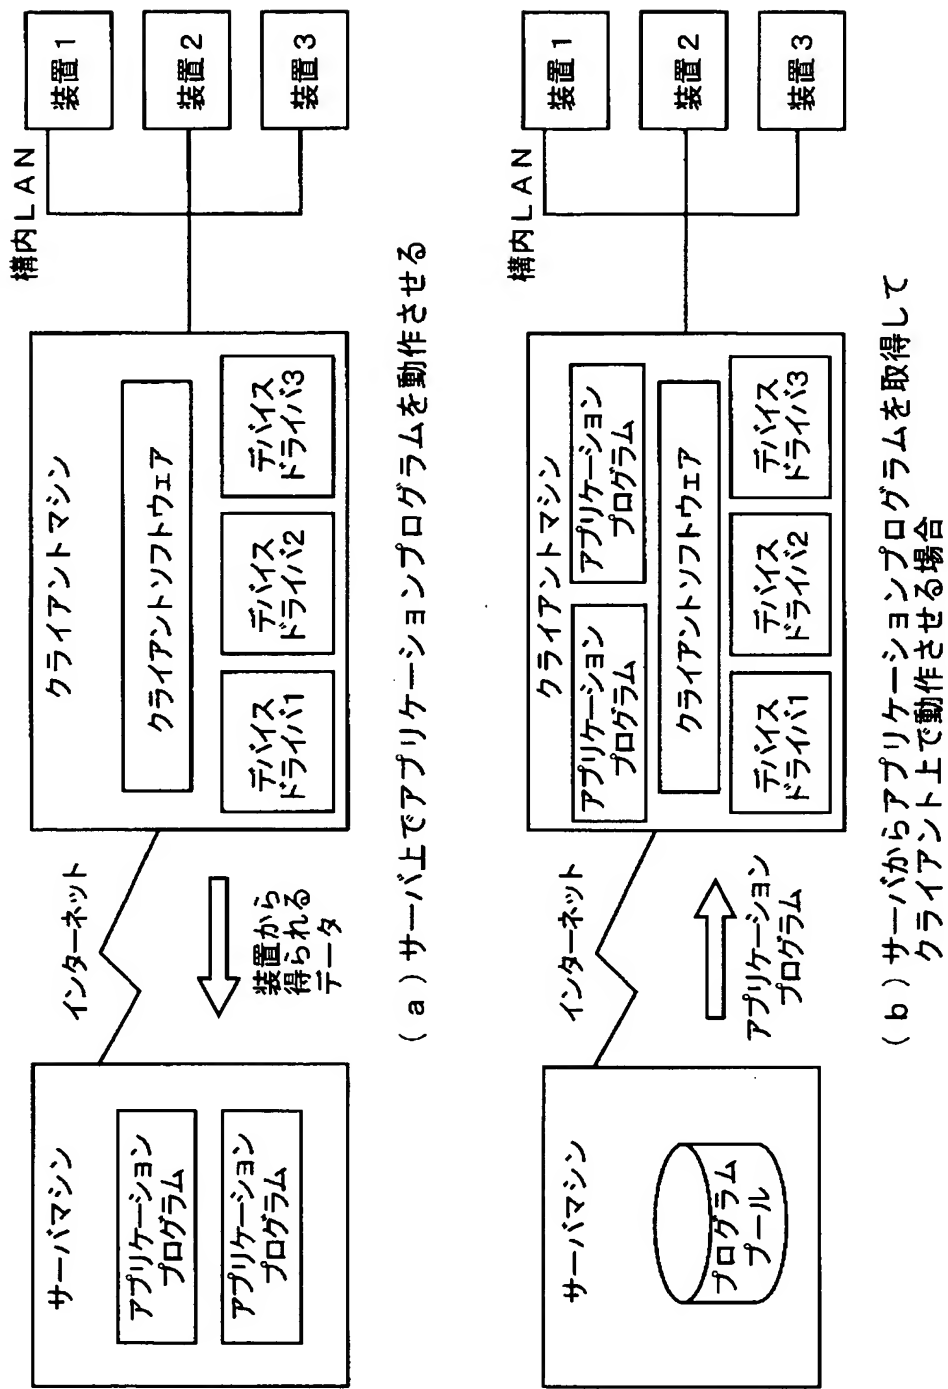 サーバマシン
アプリケーション
プログラム
アプリケーション
プログラム
インターネット
装置から
得られる
データ
クライアントマシン
クライアントソフトウェア
デバイス
ドライバ1
デバイス
ドライバ2
デバイス
ドライバ3
構内LAN
装置1
装置2
装置3
(a)サーバ上でアプリケーションプログラムを動作させる
サーバマシン
プログラム
プール
インターネット
アプリケーション
プログラム
クライアントマシン
アプリケーション
プログラム
アプリケーション
プログラム
クライアントソフトウェア
デバイス
ドライバ1
デバイス
ドライバ2
デバイス
ドライバ3
構内LAN
装置1
装置2
装置3
(b)サーバからアプリケーションプログラムを取得して
クライアント上で動作させる場合